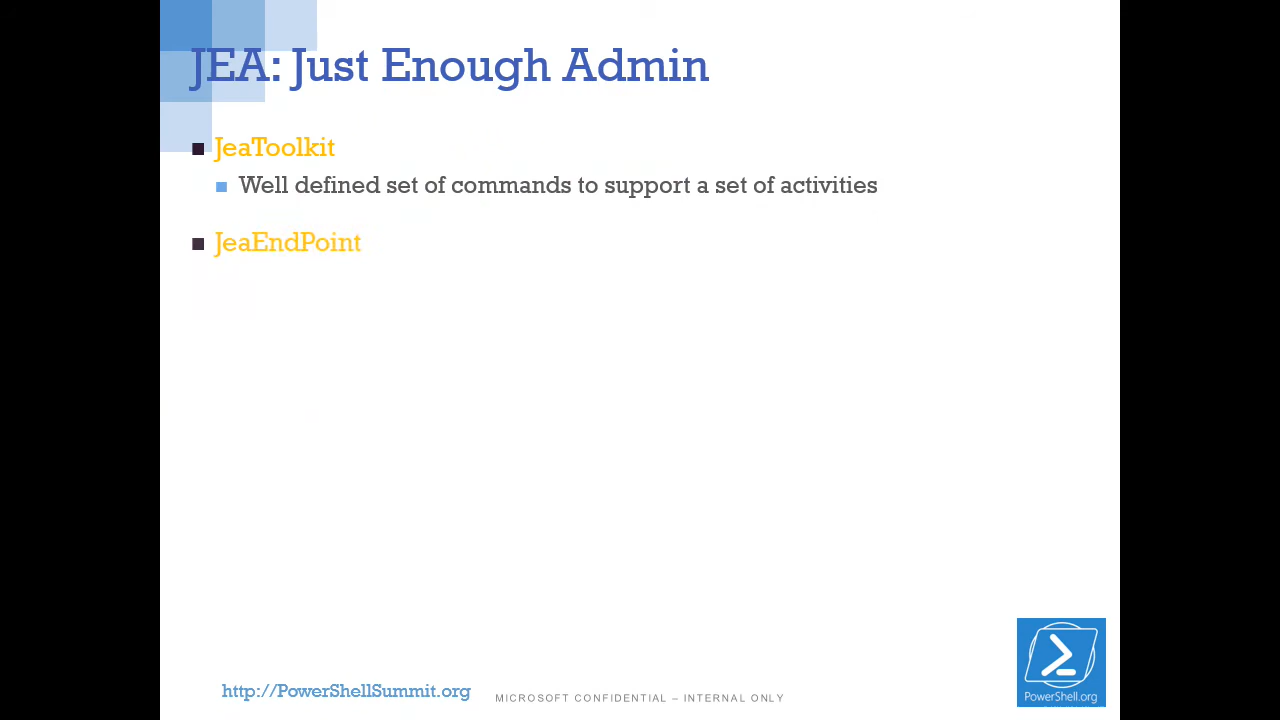 JEA: Just Enough Admin
JeaToolkit
Well defined set of commands to support a set of activities
JeaEndPoint
http://PowerShellSummit.org
MICROSOFT CONFIDENTIAL – INTERNAL ONLY
PowerShell.org